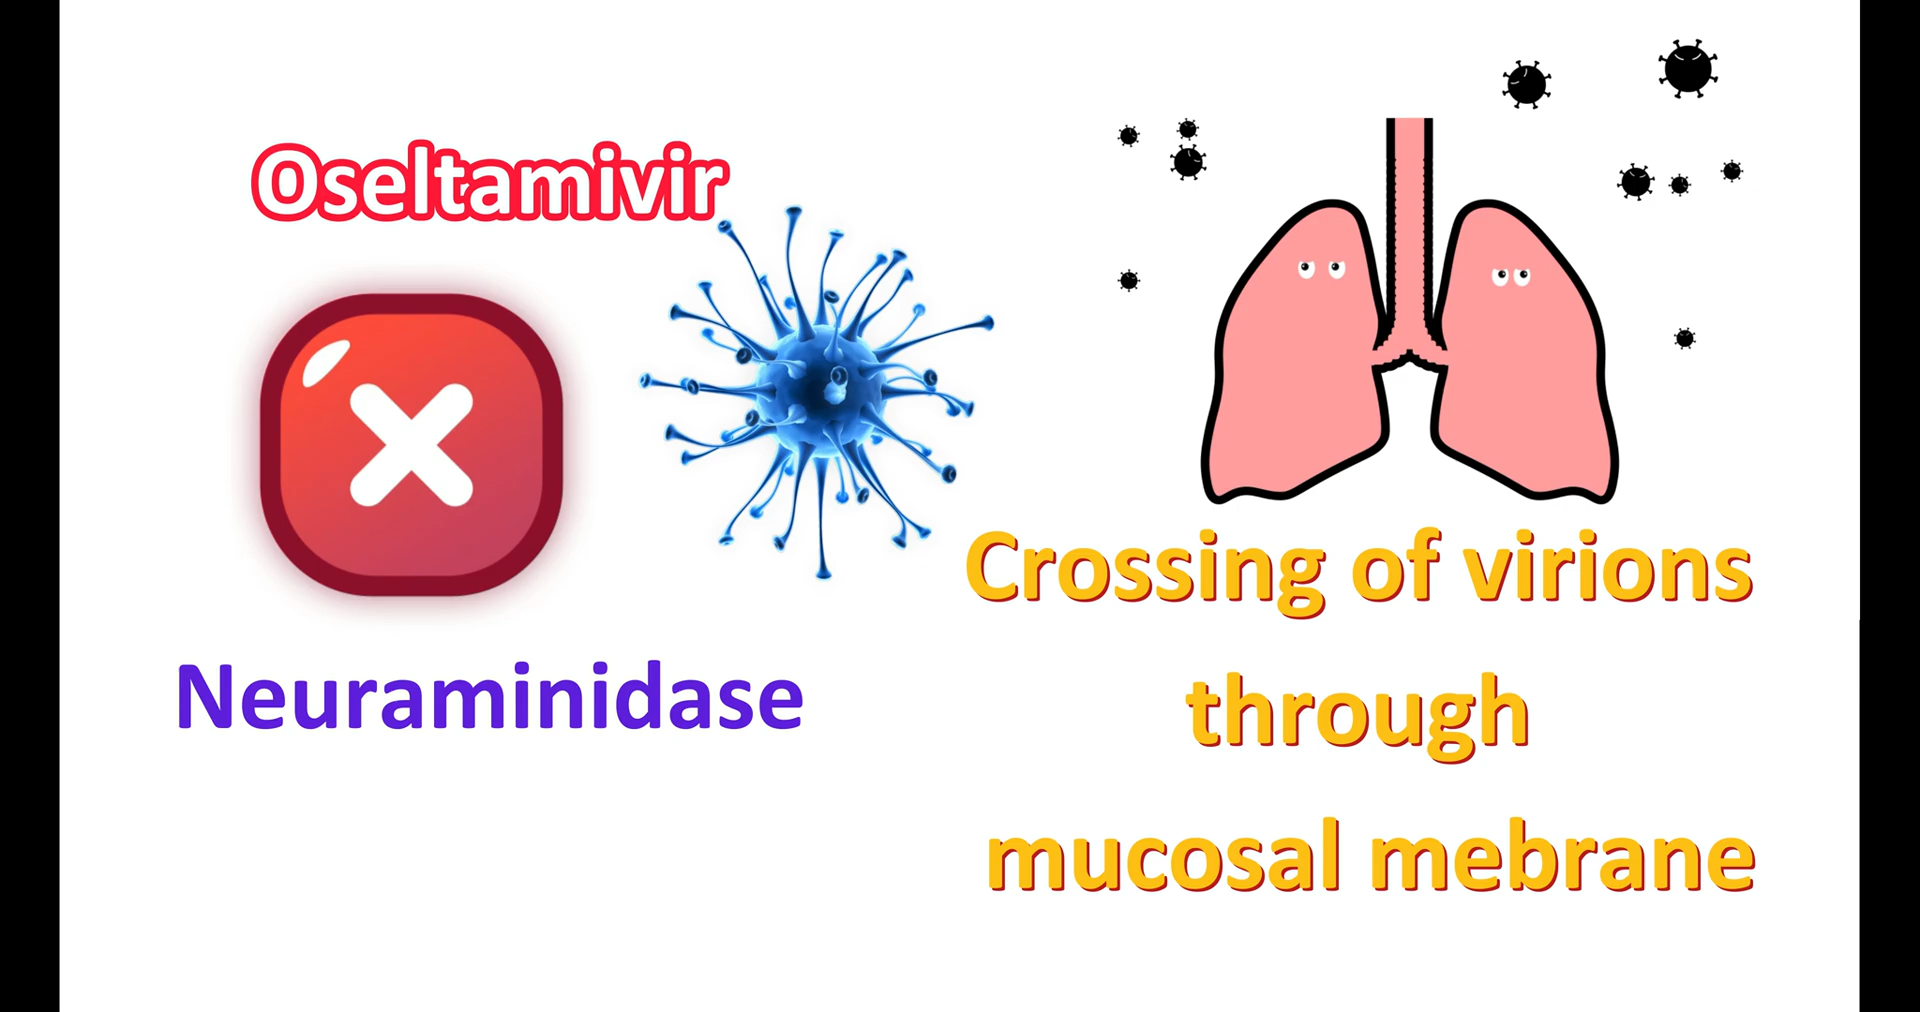 Oseltamivir
Neuraminidase
Crossing of virions
through
mucosal mebrane